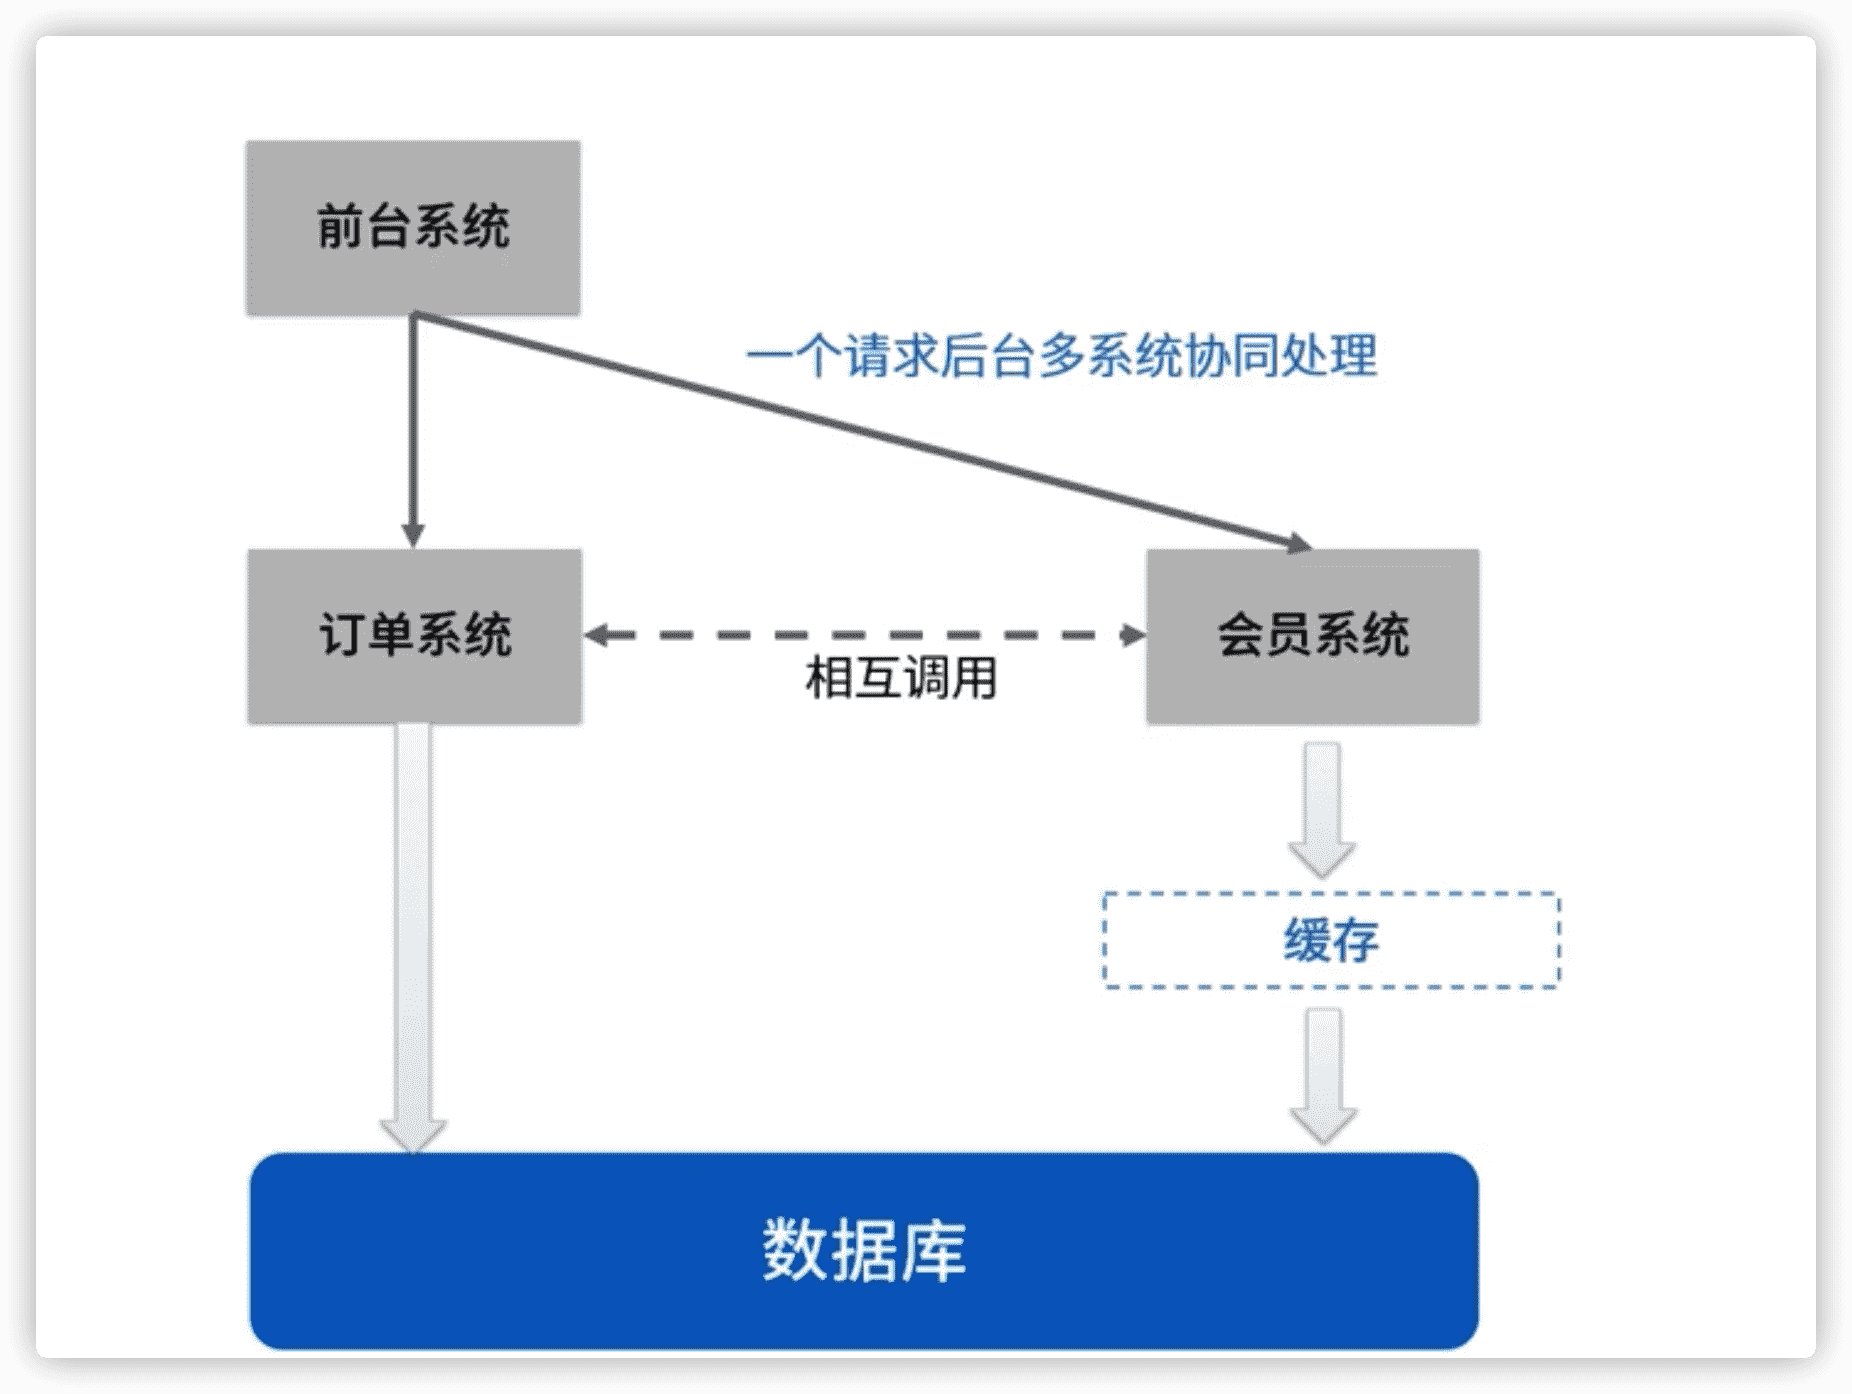 前台系统
一个请求后台多系统协同处理
订单系统
会员系统
相互调用
缓存
数据库